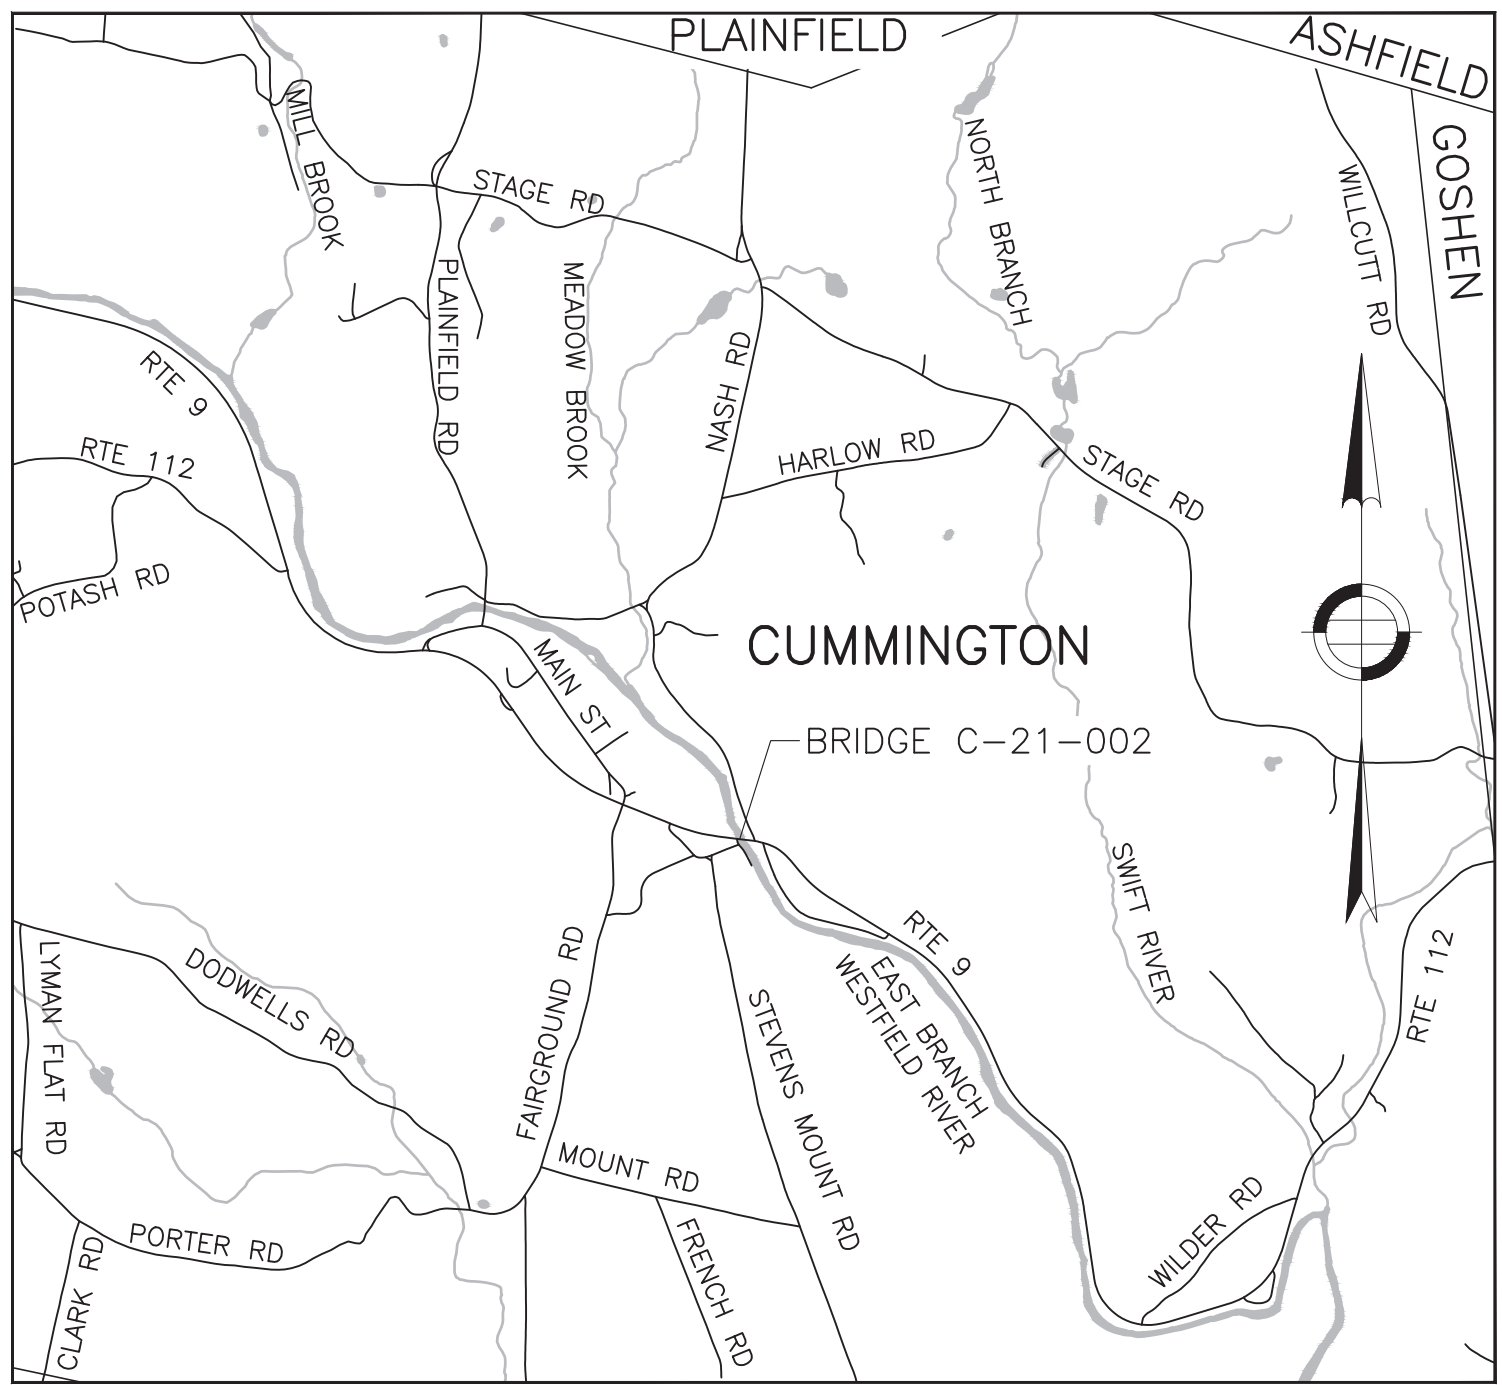 PLAINFIELD
ASHFIELD
GOSHEN
MILL BROOK
STAGE RD
NORTH BRANCH
WILLCUTT RD
PLAINFIELD RD
MEADOW BROOK
NASH RD
RTE 9
RTE 112
HARLOW RD
STAGE RD
POTASH RD
MAIN ST
CUMMINGTON
BRIDGE C-21-002
SWIFT RIVER
RTE 9
RTE 112
LYMAN FLAT RD
DODWELLS RD
FAIRGROUND RD
STEVENS MOUNT RD
EAST BRANCH
WESTFIELD RIVER
MOUNT RD
WILDER RD
PORTER RD
CLARK RD
FRENCH RD